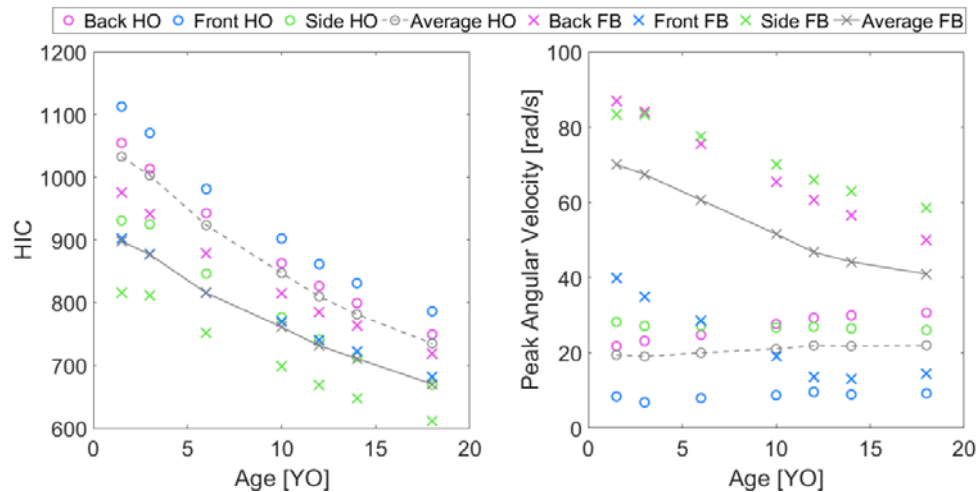 Back HO Front HO Side HO Average HO Back FB Front FB Side FB Average FB
1200
1100
1000
900
800
700
600
HIC
0 5 10 15 20
Age [YO]
100
80
60
40
20
0
Peak Angular Velocity [rad/s]
0 5 10 15 20
Age [YO]